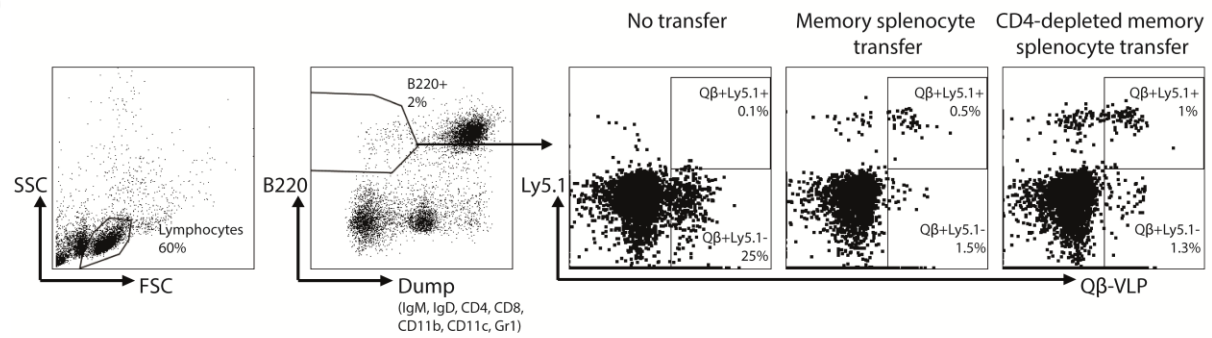 No transfer
Memory splenocyte
transfer
CD4-depleted memory
splenocyte transfer
SSC
Lymphocytes
60%
FSC
B220
B220+
2%
Dump
(IgM, IgD, CD4, CD8,
CD11b, CD11c, Gr1)
Ly5.1
Qβ+Ly5.1+
0.1%
Qβ+Ly5.1-
25%
Qβ+Ly5.1+
0.5%
Qβ+Ly5.1-
1.5%
Qβ+Ly5.1+
1%
Qβ+Ly5.1-
1.3%
Qβ-VLP